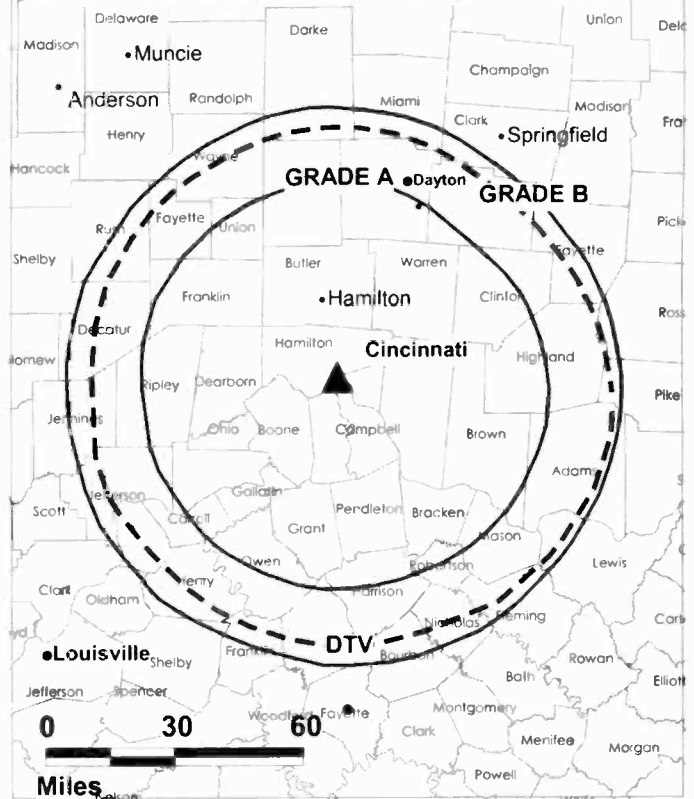 Delaware
Darke
Union
Madison
Muncie
Champaign
Anderson
Randolph
Miami
Madison
Henry
Clark
Springfield
Wayne
Hancock
GRADE A
Dayton
GRADE B
Fayette
Rush
Union
Fayette
Shelby
Butler
Warren
Franklin
Hamilton
Clinton
Ross
Decatur
Hamilton
Cincinnati
Highland
Ripley
Dearborn
Pike
Jennings
Ohio
Boone
Campbell
Brown
Adams
Jefferson
Gallatin
Scott
Carroll
Grant
Pendleton
Bracken
Mason
Owen
Robertson
Lewis
Henry
Harrison
Clark
Oldham
Nicholas
Fleming
DTV
Louisville
Shelby
Franklin
Bourbon
Rowan
Bath
Elliott
Jefferson
Spencer
Woodford
Fayette
Montgomery
Clark
0 30 60
Menifee
Morgan
Powell
Miles
Nelson